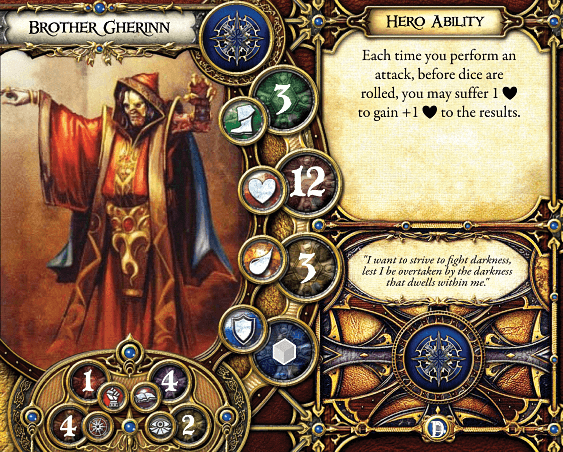 BROTHER GHERINN
3
12
3
1
4
4
2
HERO ABILITY
Each time you perform an
attack, before dice are
rolled, you may suffer 1 ♥
to gain +1 ♥ to the results.
"I want to strive to fight darkness,
lest I be overtaken by the darkness
that dwells within me."
D